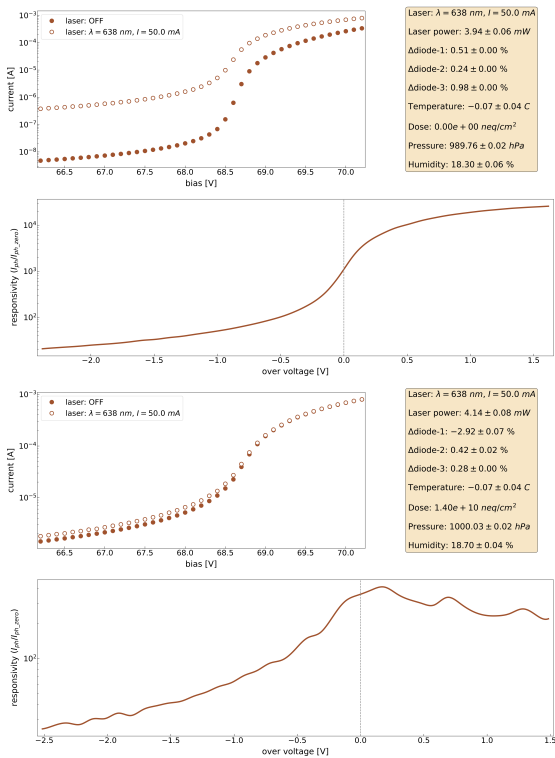 laser: OFF
laser: λ = 638 nm, I = 50.0 mA
current [A]
10⁻³
10⁻⁴
10⁻⁵
10⁻⁶
10⁻⁷
10⁻⁸
66.5 67.0 67.5 68.0 68.5 69.0 69.5 70.0
bias [V]
Laser: λ = 638 nm, I = 50.0 mA
Laser power: 3.94 ± 0.06 mW
Δdiode-1: 0.51 ± 0.00 %
Δdiode-2: 0.24 ± 0.00 %
Δdiode-3: 0.98 ± 0.00 %
Temperature: −0.07 ± 0.04 C
Dose: 0.00e + 00 neq/cm²
Pressure: 989.76 ± 0.02 hPa
Humidity: 18.30 ± 0.06 %
responsivity (I_ph/I_ph_zero)
10⁴
10³
10²
−2.0 −1.5 −1.0 −0.5 0.0 0.5 1.0 1.5
over voltage [V]
laser: OFF
laser: λ = 638 nm, I = 50.0 mA
current [A]
10⁻³
10⁻⁴
10⁻⁵
66.5 67.0 67.5 68.0 68.5 69.0 69.5 70.0
bias [V]
Laser: λ = 638 nm, I = 50.0 mA
Laser power: 4.14 ± 0.08 mW
Δdiode-1: −2.92 ± 0.07 %
Δdiode-2: 0.42 ± 0.02 %
Δdiode-3: 0.28 ± 0.00 %
Temperature: −0.07 ± 0.04 C
Dose: 1.40e + 10 neq/cm²
Pressure: 1000.03 ± 0.02 hPa
Humidity: 18.70 ± 0.04 %
responsivity (I_ph/I_ph_zero)
10²
−2.5 −2.0 −1.5 −1.0 −0.5 0.0 0.5 1.0 1.5
over voltage [V]